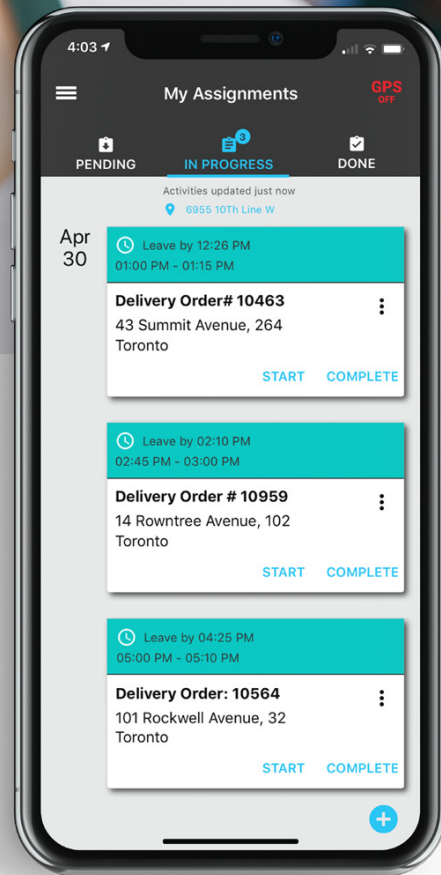 4:03
My Assignments
GPS
OFF
3
PENDING
IN PROGRESS
DONE
Activities updated just now
6955 10Th Line W
Apr
30
Leave by 12:26 PM
01:00 PM - 01:15 PM
Delivery Order# 10463
43 Summit Avenue, 264
Toronto
START COMPLETE
Leave by 02:10 PM
02:45 PM - 03:00 PM
Delivery Order # 10959
14 Rowntree Avenue, 102
Toronto
START COMPLETE
Leave by 04:25 PM
05:00 PM - 05:10 PM
Delivery Order: 10564
101 Rockwell Avenue, 32
Toronto
START COMPLETE